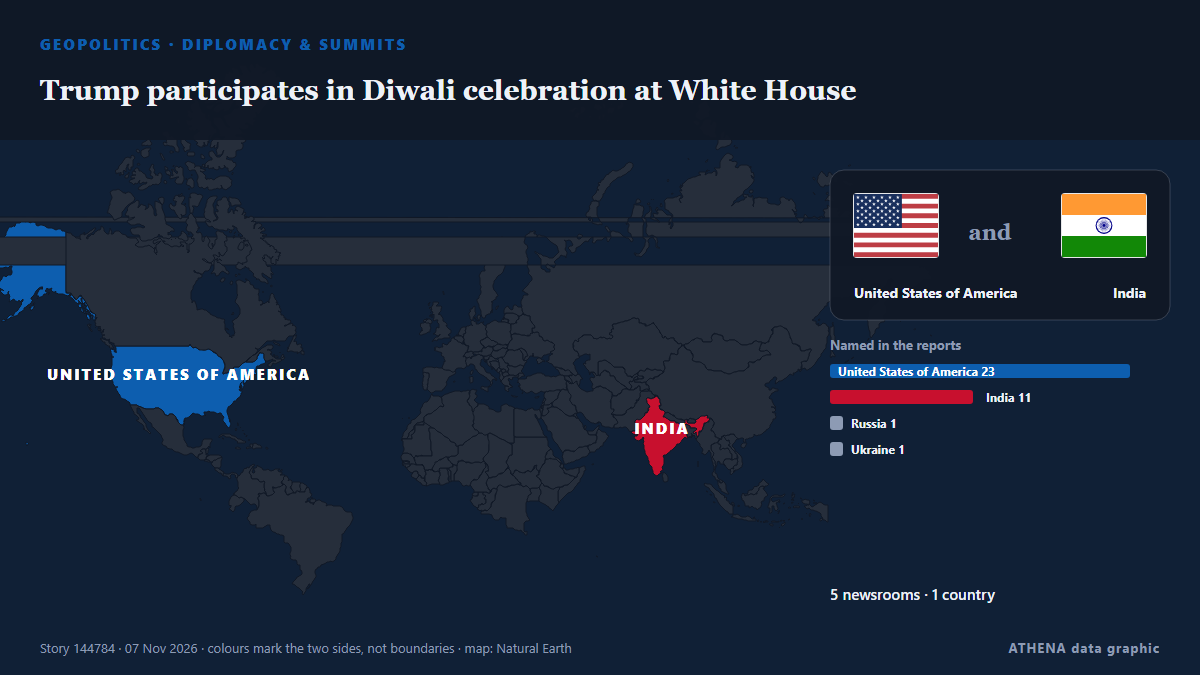 GEOPOLITICS · DIPLOMACY & SUMMITS
Trump participates in Diwali celebration at White House
and
United States of America
India
UNITED STATES OF AMERICA
INDIA
Named in the reports
United States of America 23
India 11
Russia 1
Ukraine 1
5 newsrooms · 1 country
Story 144784 · 07 Nov 2026 · colours mark the two sides, not boundaries · map: Natural Earth
ATHENA data graphic